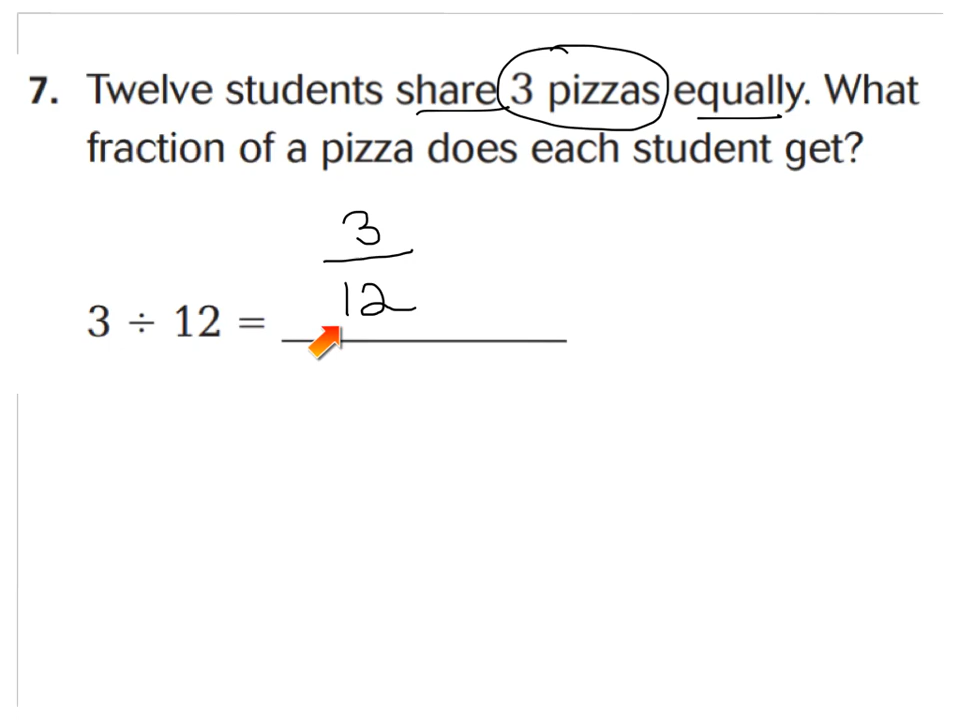 7. Twelve students share 3 pizzas equally. What
fraction of a pizza does each student get?
3
12
3 ÷ 12 =